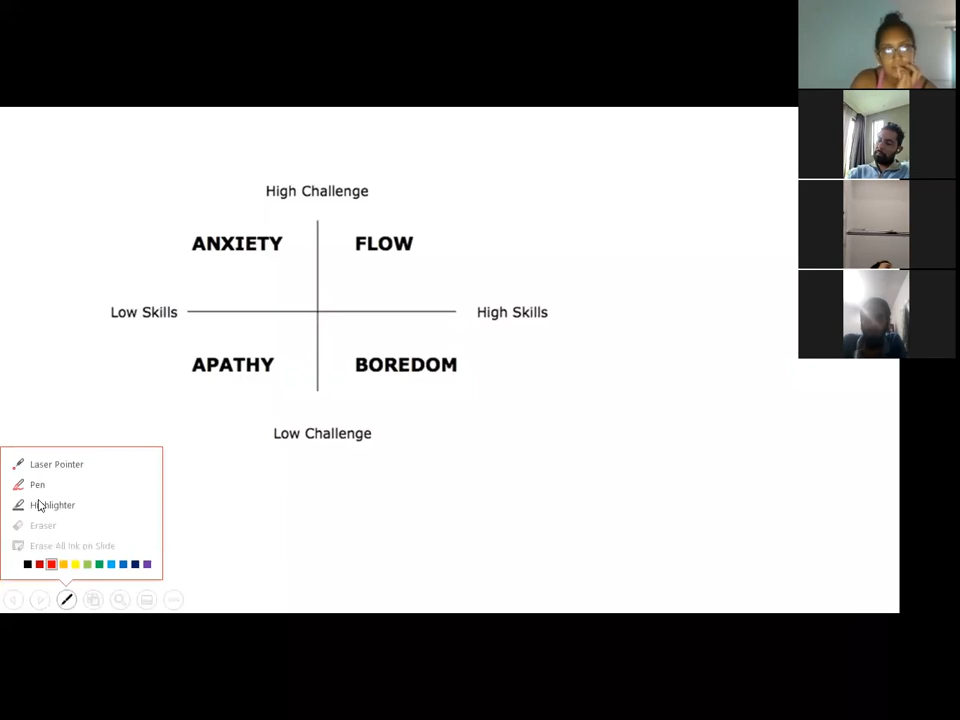 High Challenge
ANXIETY FLOW
Low Skills High Skills
APATHY BOREDOM
Low Challenge
Laser Pointer
Pen
Highlighter
Eraser
Erase All Ink on Slide